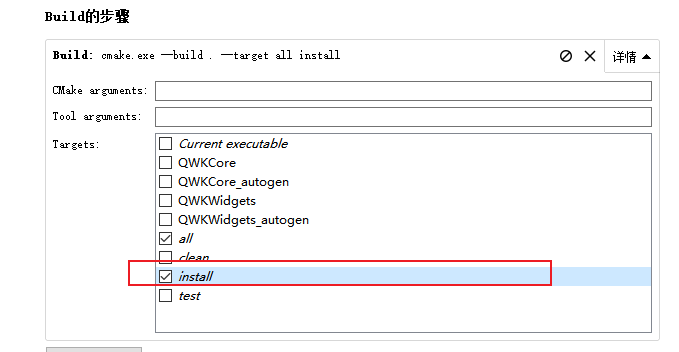 Build的步骤
Build: cmake.exe --build . --target all install
详情
CMake arguments:
Tool arguments:
Targets:
Current executable
QWKCore
QWKCore_autogen
QWKWidgets
QWKWidgets_autogen
all
clean
install
test